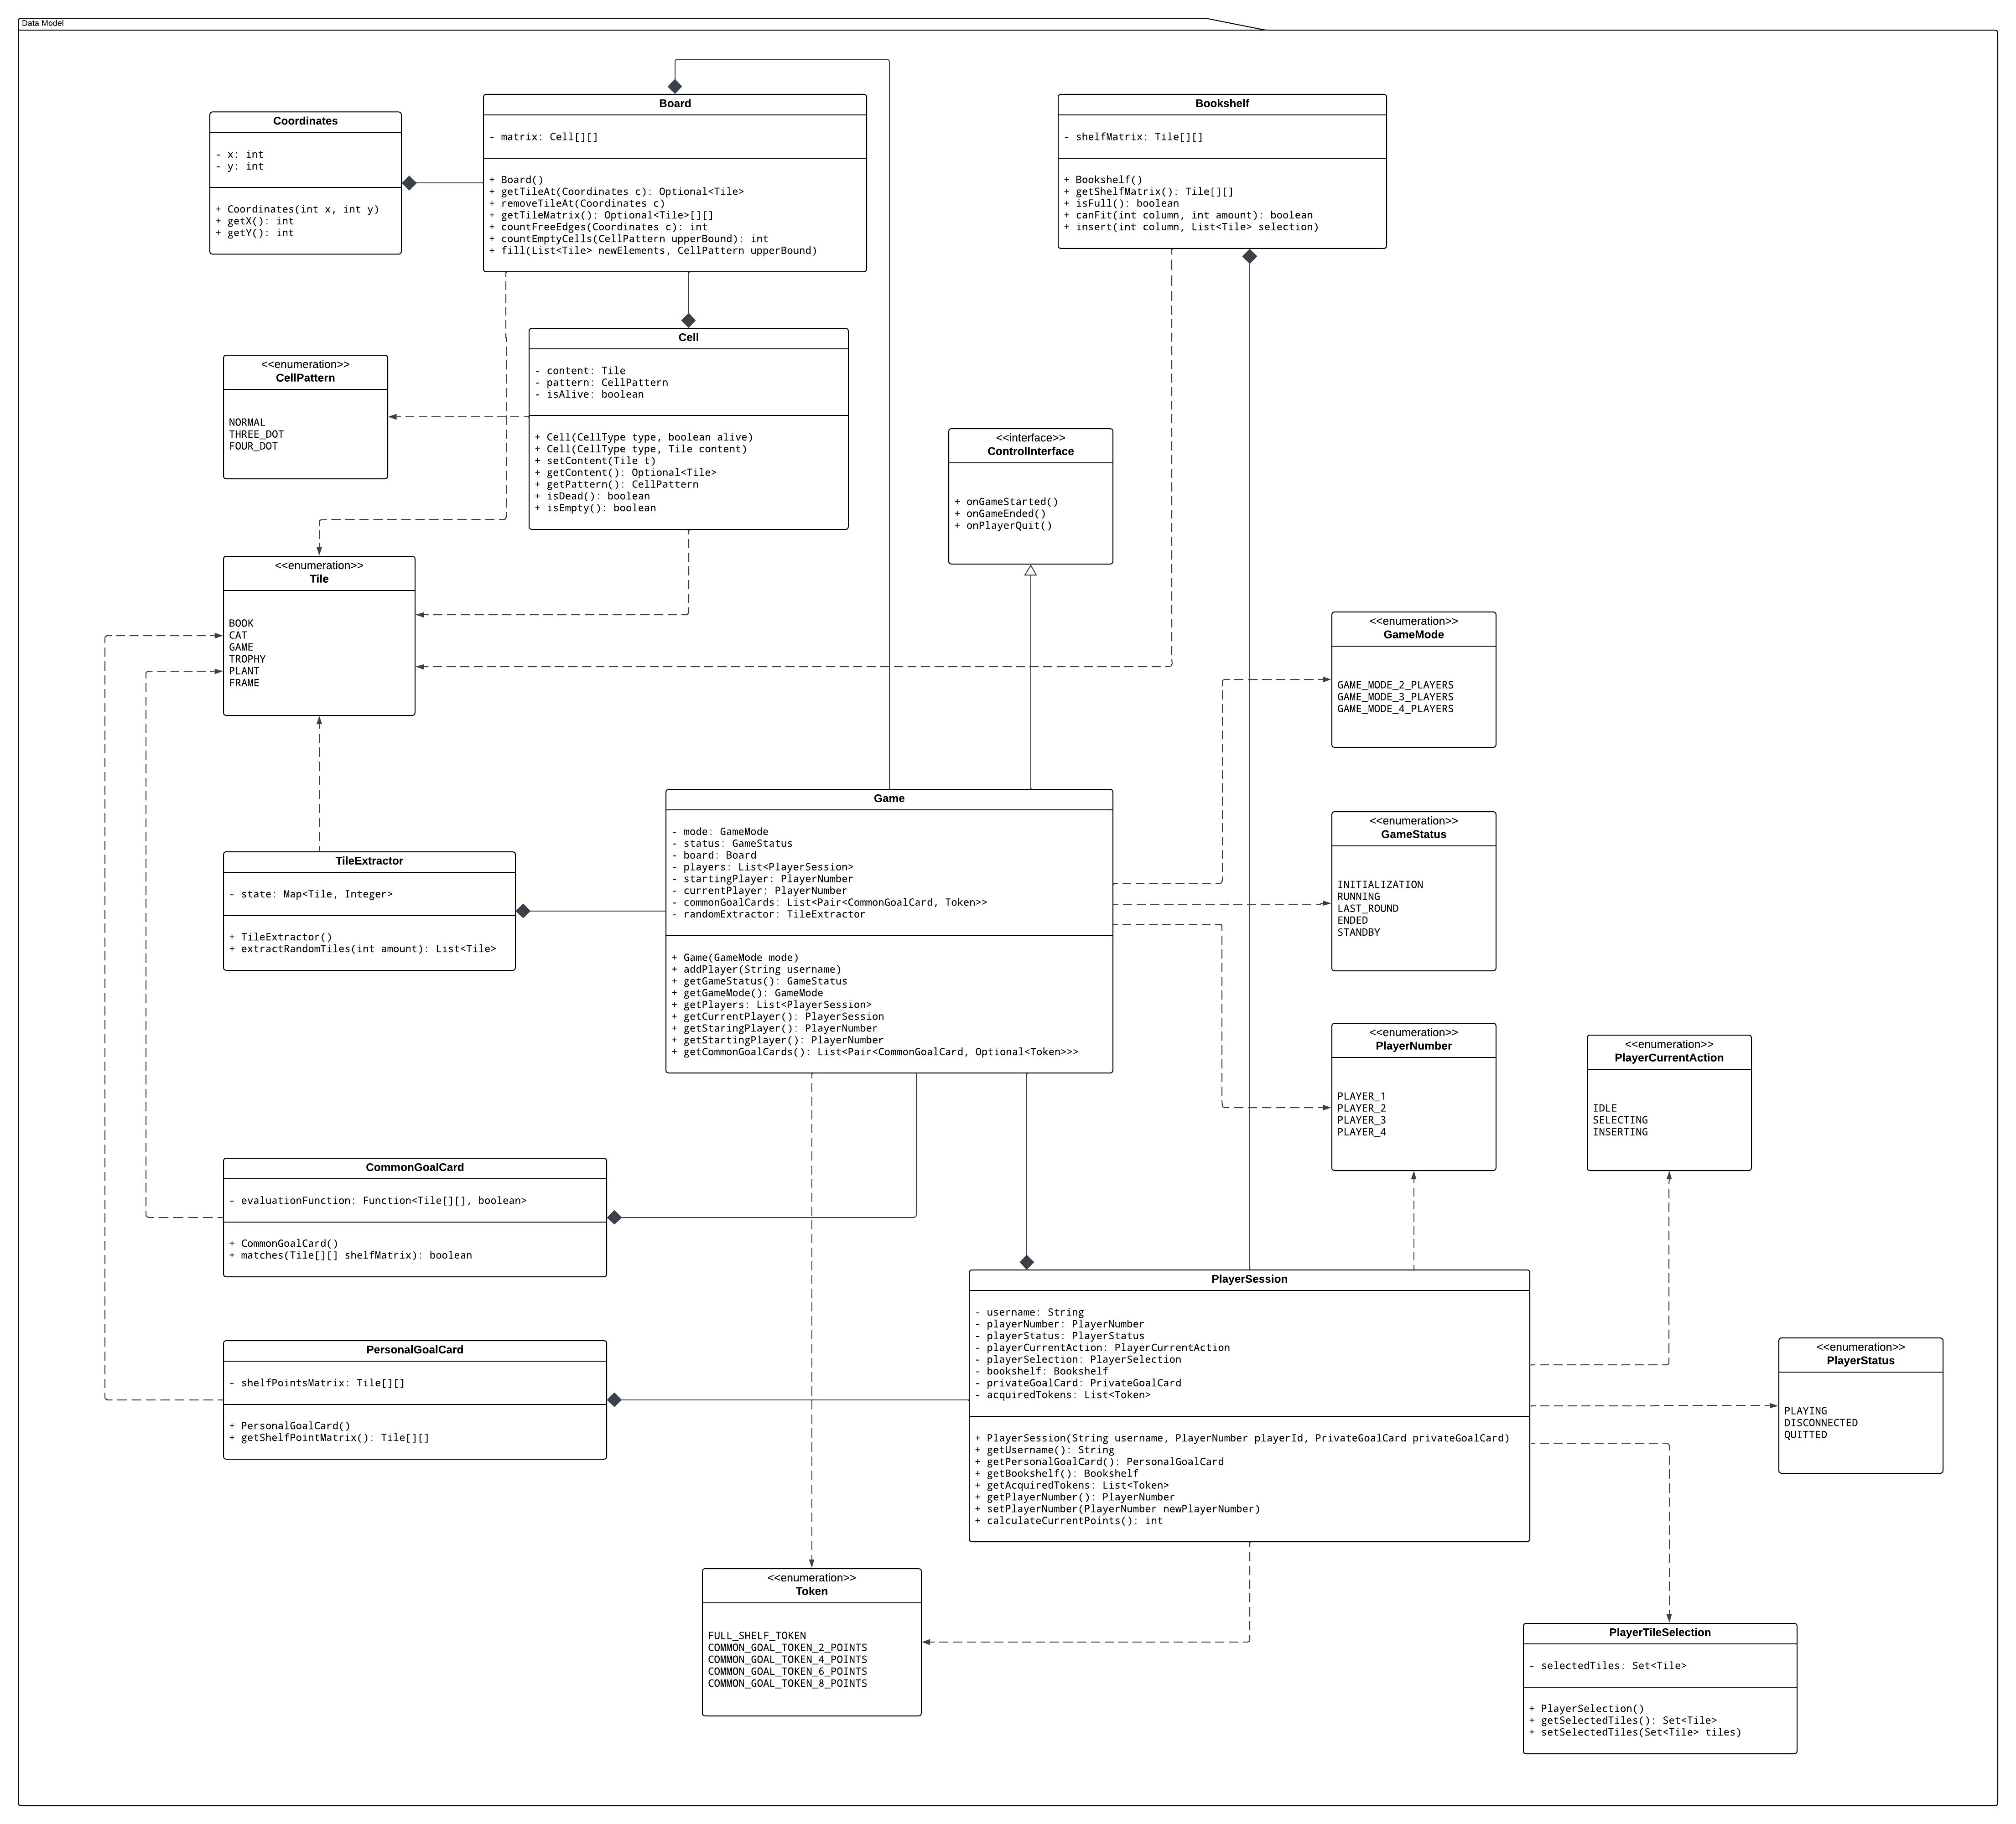 Data Model
Board
- matrix: Cell[][]
+ Board()
+ getTileAt(Coordinates c): Optional<Tile>
+ removeTileAt(Coordinates c)
+ getTileMatrix(): Optional<Tile>[][]
+ countFreeEdges(Coordinates c): int
+ countEmptyCells(CellPattern upperBound): int
+ fill(List<Tile> newElements, CellPattern upperBound)
Bookshelf
- shelfMatrix: Tile[][]
+ Bookshelf()
+ getShelfMatrix(): Tile[][]
+ isFull(): boolean
+ canFit(int column, int amount): boolean
+ insert(int column, List<Tile> selection)
Coordinates
- x: int
- y: int
+ Coordinates(int x, int y)
+ getX(): int
+ getY(): int
Cell
- content: Tile
- pattern: CellPattern
- isAlive: boolean
+ Cell(CellType type, boolean alive)
+ Cell(CellType type, Tile content)
+ setContent(Tile t)
+ getContent(): Optional<Tile>
+ getPattern(): CellPattern
+ isDead(): boolean
+ isEmpty(): boolean
<<enumeration>>
CellPattern
NORMAL
THREE_DOT
FOUR_DOT
<<interface>>
ControlInterface
+ onGameStarted()
+ onGameEnded()
+ onPlayerQuit()
<<enumeration>>
Tile
BOOK
CAT
GAME
TROPHY
PLANT
FRAME
<<enumeration>>
GameMode
GAME_MODE_2_PLAYERS
GAME_MODE_3_PLAYERS
GAME_MODE_4_PLAYERS
Game
- mode: GameMode
- status: GameStatus
- board: Board
- players: List<PlayerSession>
- startingPlayer: PlayerNumber
- currentPlayer: PlayerNumber
- commonGoalCards: List<Pair<CommonGoalCard, Token>>
- randomExtractor: TileExtractor
+ Game(GameMode mode)
+ addPlayer(String username)
+ getGameStatus(): GameStatus
+ getGameMode(): GameMode
+ getPlayers: List<PlayerSession>
+ getCurrentPlayer(): PlayerSession
+ getStaringPlayer(): PlayerNumber
+ getStartingPlayer(): PlayerNumber
+ getCommonGoalCards(): List<Pair<CommonGoalCard, Optional<Token>>>
<<enumeration>>
GameStatus
INITIALIZATION
RUNNING
LAST_ROUND
ENDED
STANDBY
TileExtractor
- state: Map<Tile, Integer>
+ TileExtractor()
+ extractRandomTiles(int amount): List<Tile>
<<enumeration>>
PlayerNumber
PLAYER_1
PLAYER_2
PLAYER_3
PLAYER_4
<<enumeration>>
PlayerCurrentAction
IDLE
SELECTING
INSERTING
CommonGoalCard
- evaluationFunction: Function<Tile[][], boolean>
+ CommonGoalCard()
+ matches(Tile[][] shelfMatrix): boolean
PlayerSession
- username: String
- playerNumber: PlayerNumber
- playerStatus: PlayerStatus
- playerCurrentAction: PlayerCurrentAction
- playerSelection: PlayerSelection
- bookshelf: Bookshelf
- privateGoalCard: PrivateGoalCard
- acquiredTokens: List<Token>
+ PlayerSession(String username, PlayerNumber playerId, PrivateGoalCard privateGoalCard)
+ getUsername(): String
+ getPersonalGoalCard(): PersonalGoalCard
+ getBookshelf(): Bookshelf
+ getAcquiredTokens: List<Token>
+ getPlayerNumber(): PlayerNumber
+ setPlayerNumber(PlayerNumber newPlayerNumber)
+ calculateCurrentPoints(): int
PersonalGoalCard
- shelfPointsMatrix: Tile[][]
+ PersonalGoalCard()
+ getShelfPointMatrix(): Tile[][]
<<enumeration>>
PlayerStatus
PLAYING
DISCONNECTED
QUITTED
<<enumeration>>
Token
FULL_SHELF_TOKEN
COMMON_GOAL_TOKEN_2_POINTS
COMMON_GOAL_TOKEN_4_POINTS
COMMON_GOAL_TOKEN_6_POINTS
COMMON_GOAL_TOKEN_8_POINTS
PlayerTileSelection
- selectedTiles: Set<Tile>
+ PlayerSelection()
+ getSelectedTiles(): Set<Tile>
+ setSelectedTiles(Set<Tile> tiles)